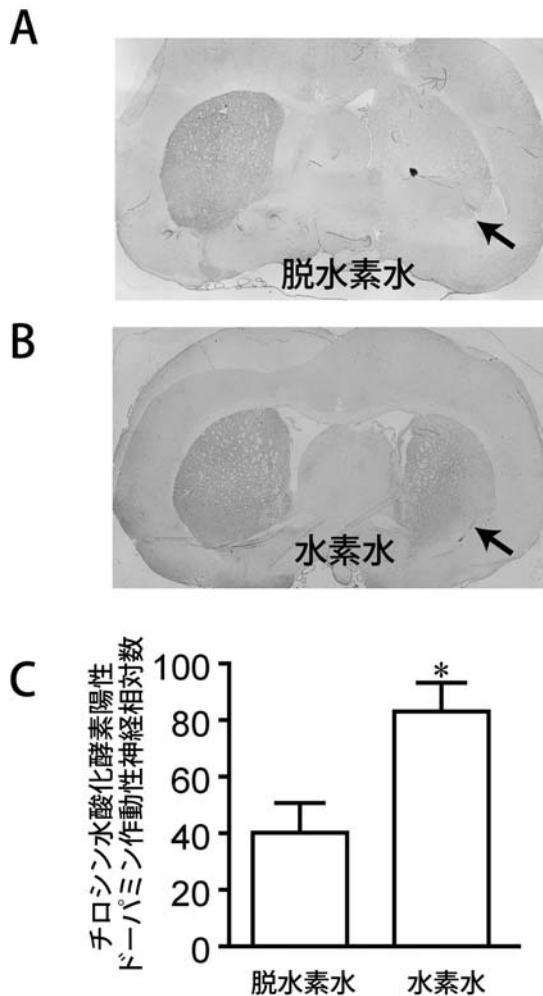 A
脱水素水
B
水素水
C
チロシン水酸化酵素陽性
ドーパミン作動性神経相対数
100
80
60
40
20
0
*
脱水素水
水素水